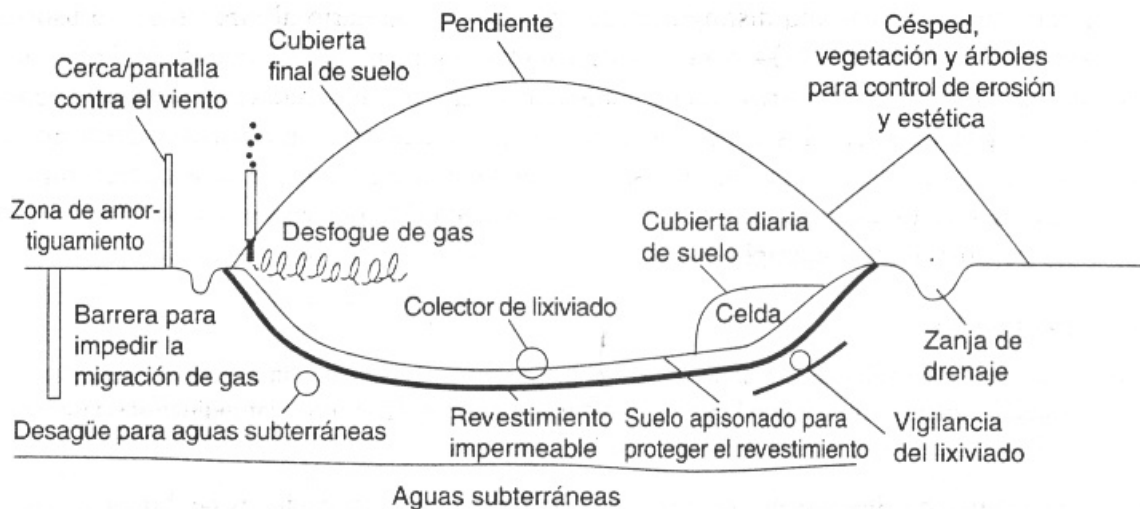 Pendiente
Césped,
vegetación y árboles
para control de erosión
y estética
Cubierta
final de suelo
Cerca/pantalla
contra el viento
Zona de amor-
tiguamiento
Desfogue de gas
Cubierta diaria
de suelo
Colector de lixiviado
Celda
Barrera para
impedir la
migración de gas
Zanja de
drenaje
Desagüe para aguas subterráneas
Revestimiento
impermeable
Suelo apisonado para
proteger el revestimiento
Vigilancia
del lixiviado
Aguas subterráneas